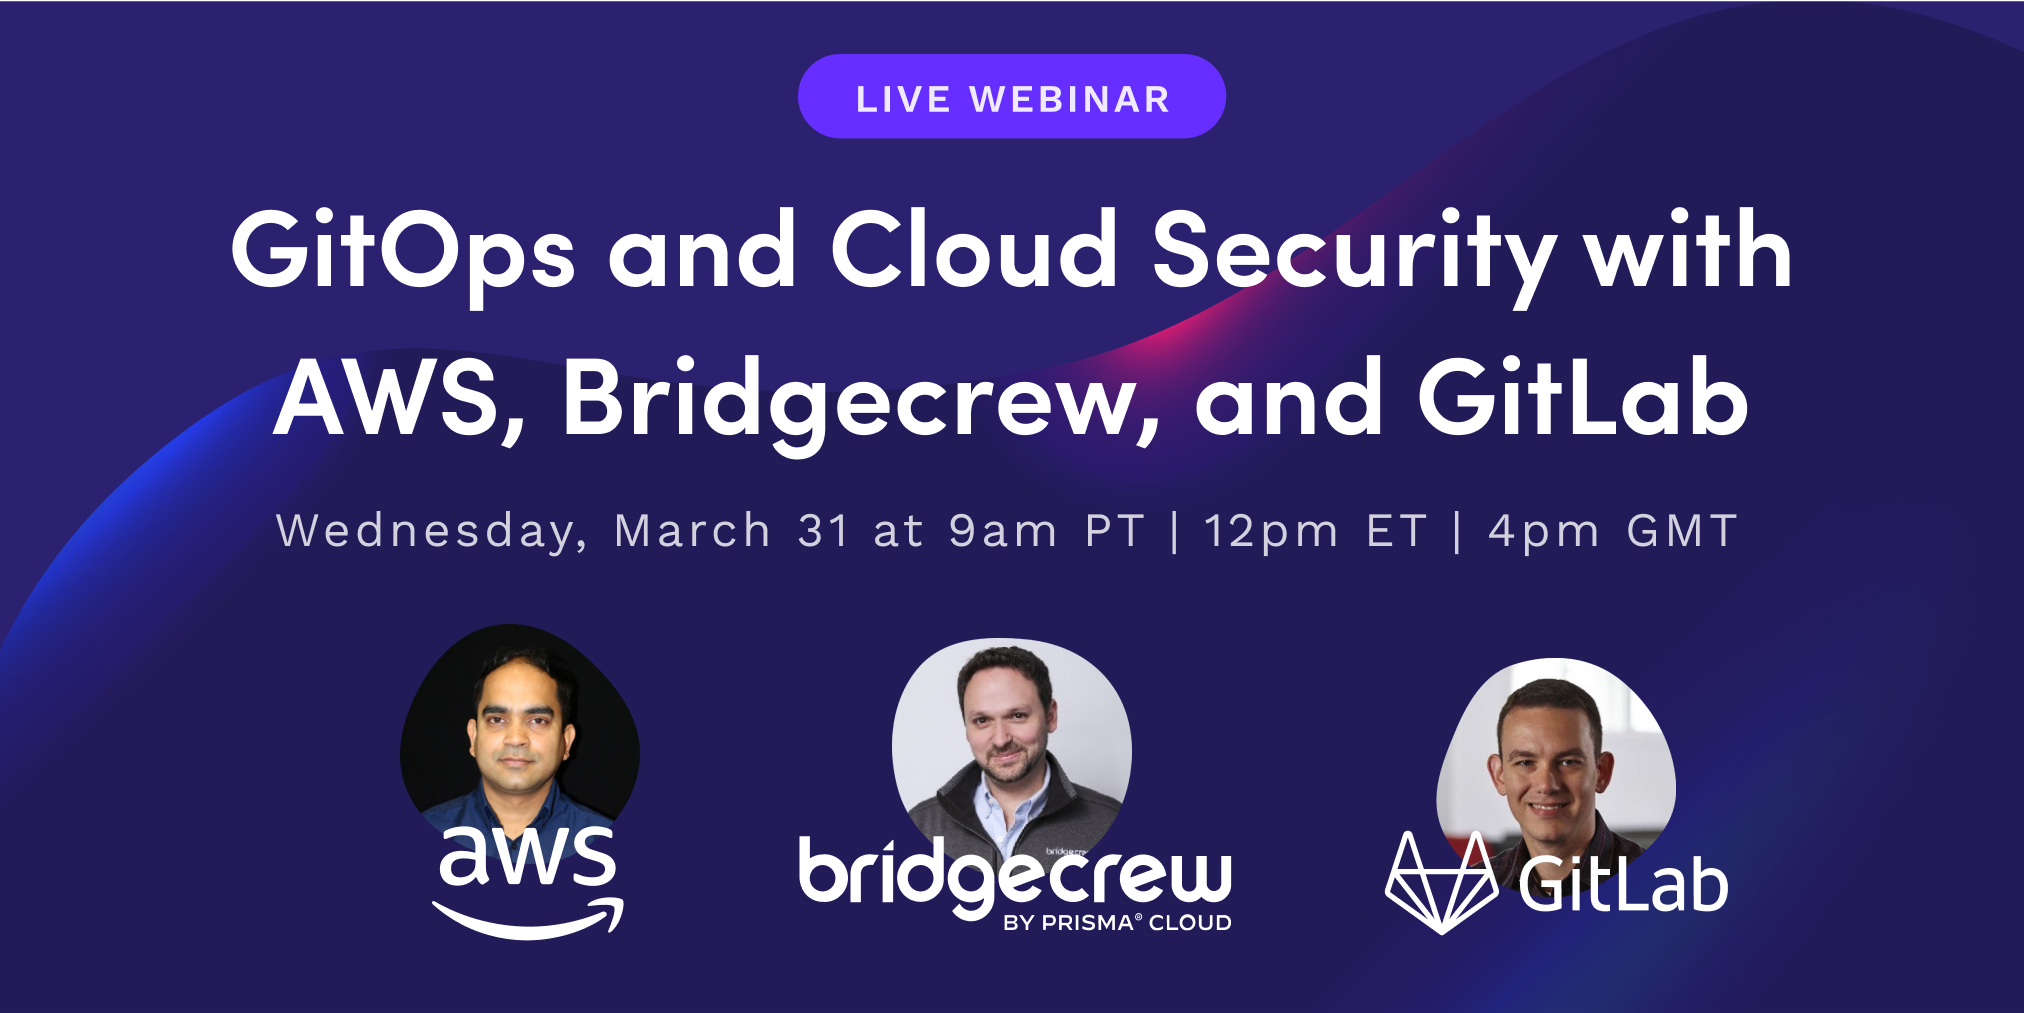 LIVE WEBINAR
GitOps and Cloud Security with
AWS, Bridgecrew, and GitLab
Wednesday, March 31 at 9am PT | 12pm ET | 4pm GMT
aws
bridgecrew
BY PRISMA® CLOUD
GitLab